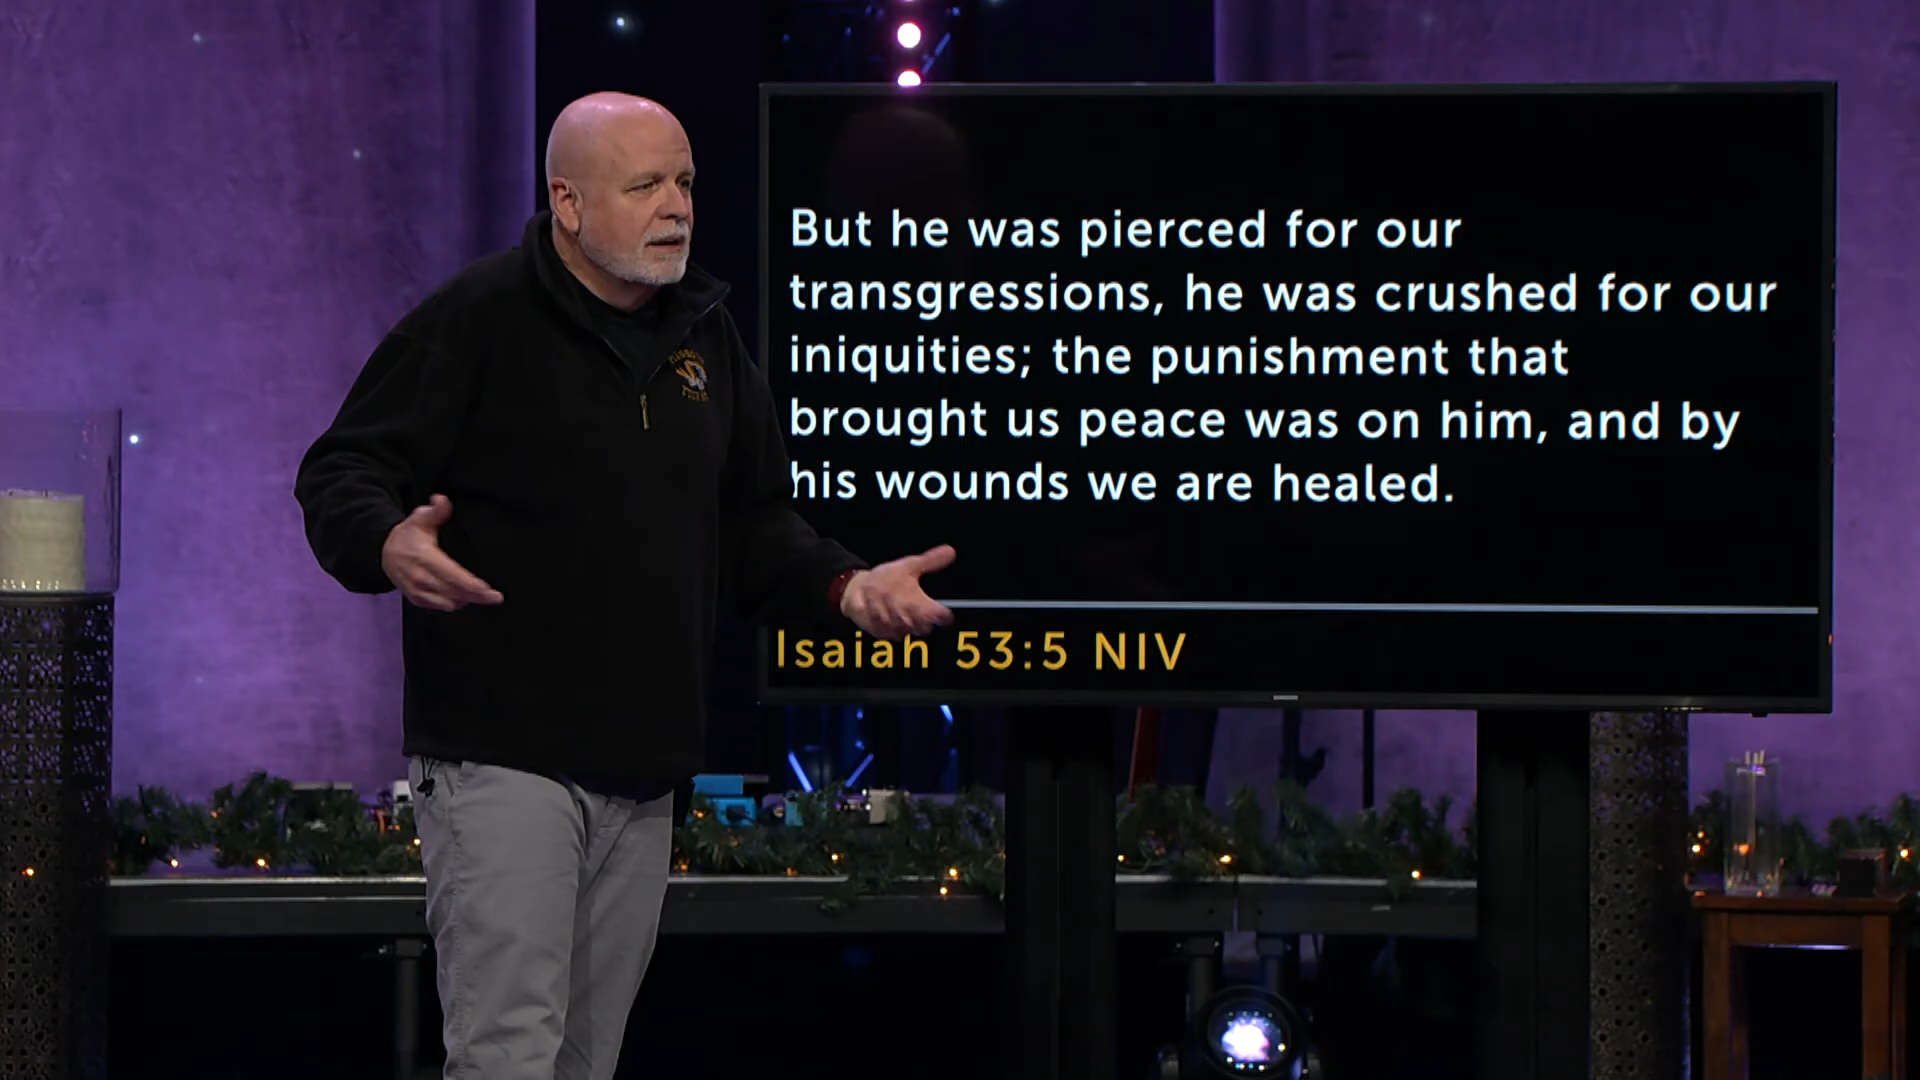 But he was pierced for our
transgressions, he was crushed for our
iniquities; the punishment that
brought us peace was on him, and by
his wounds we are healed.
Isaiah 53:5 NIV